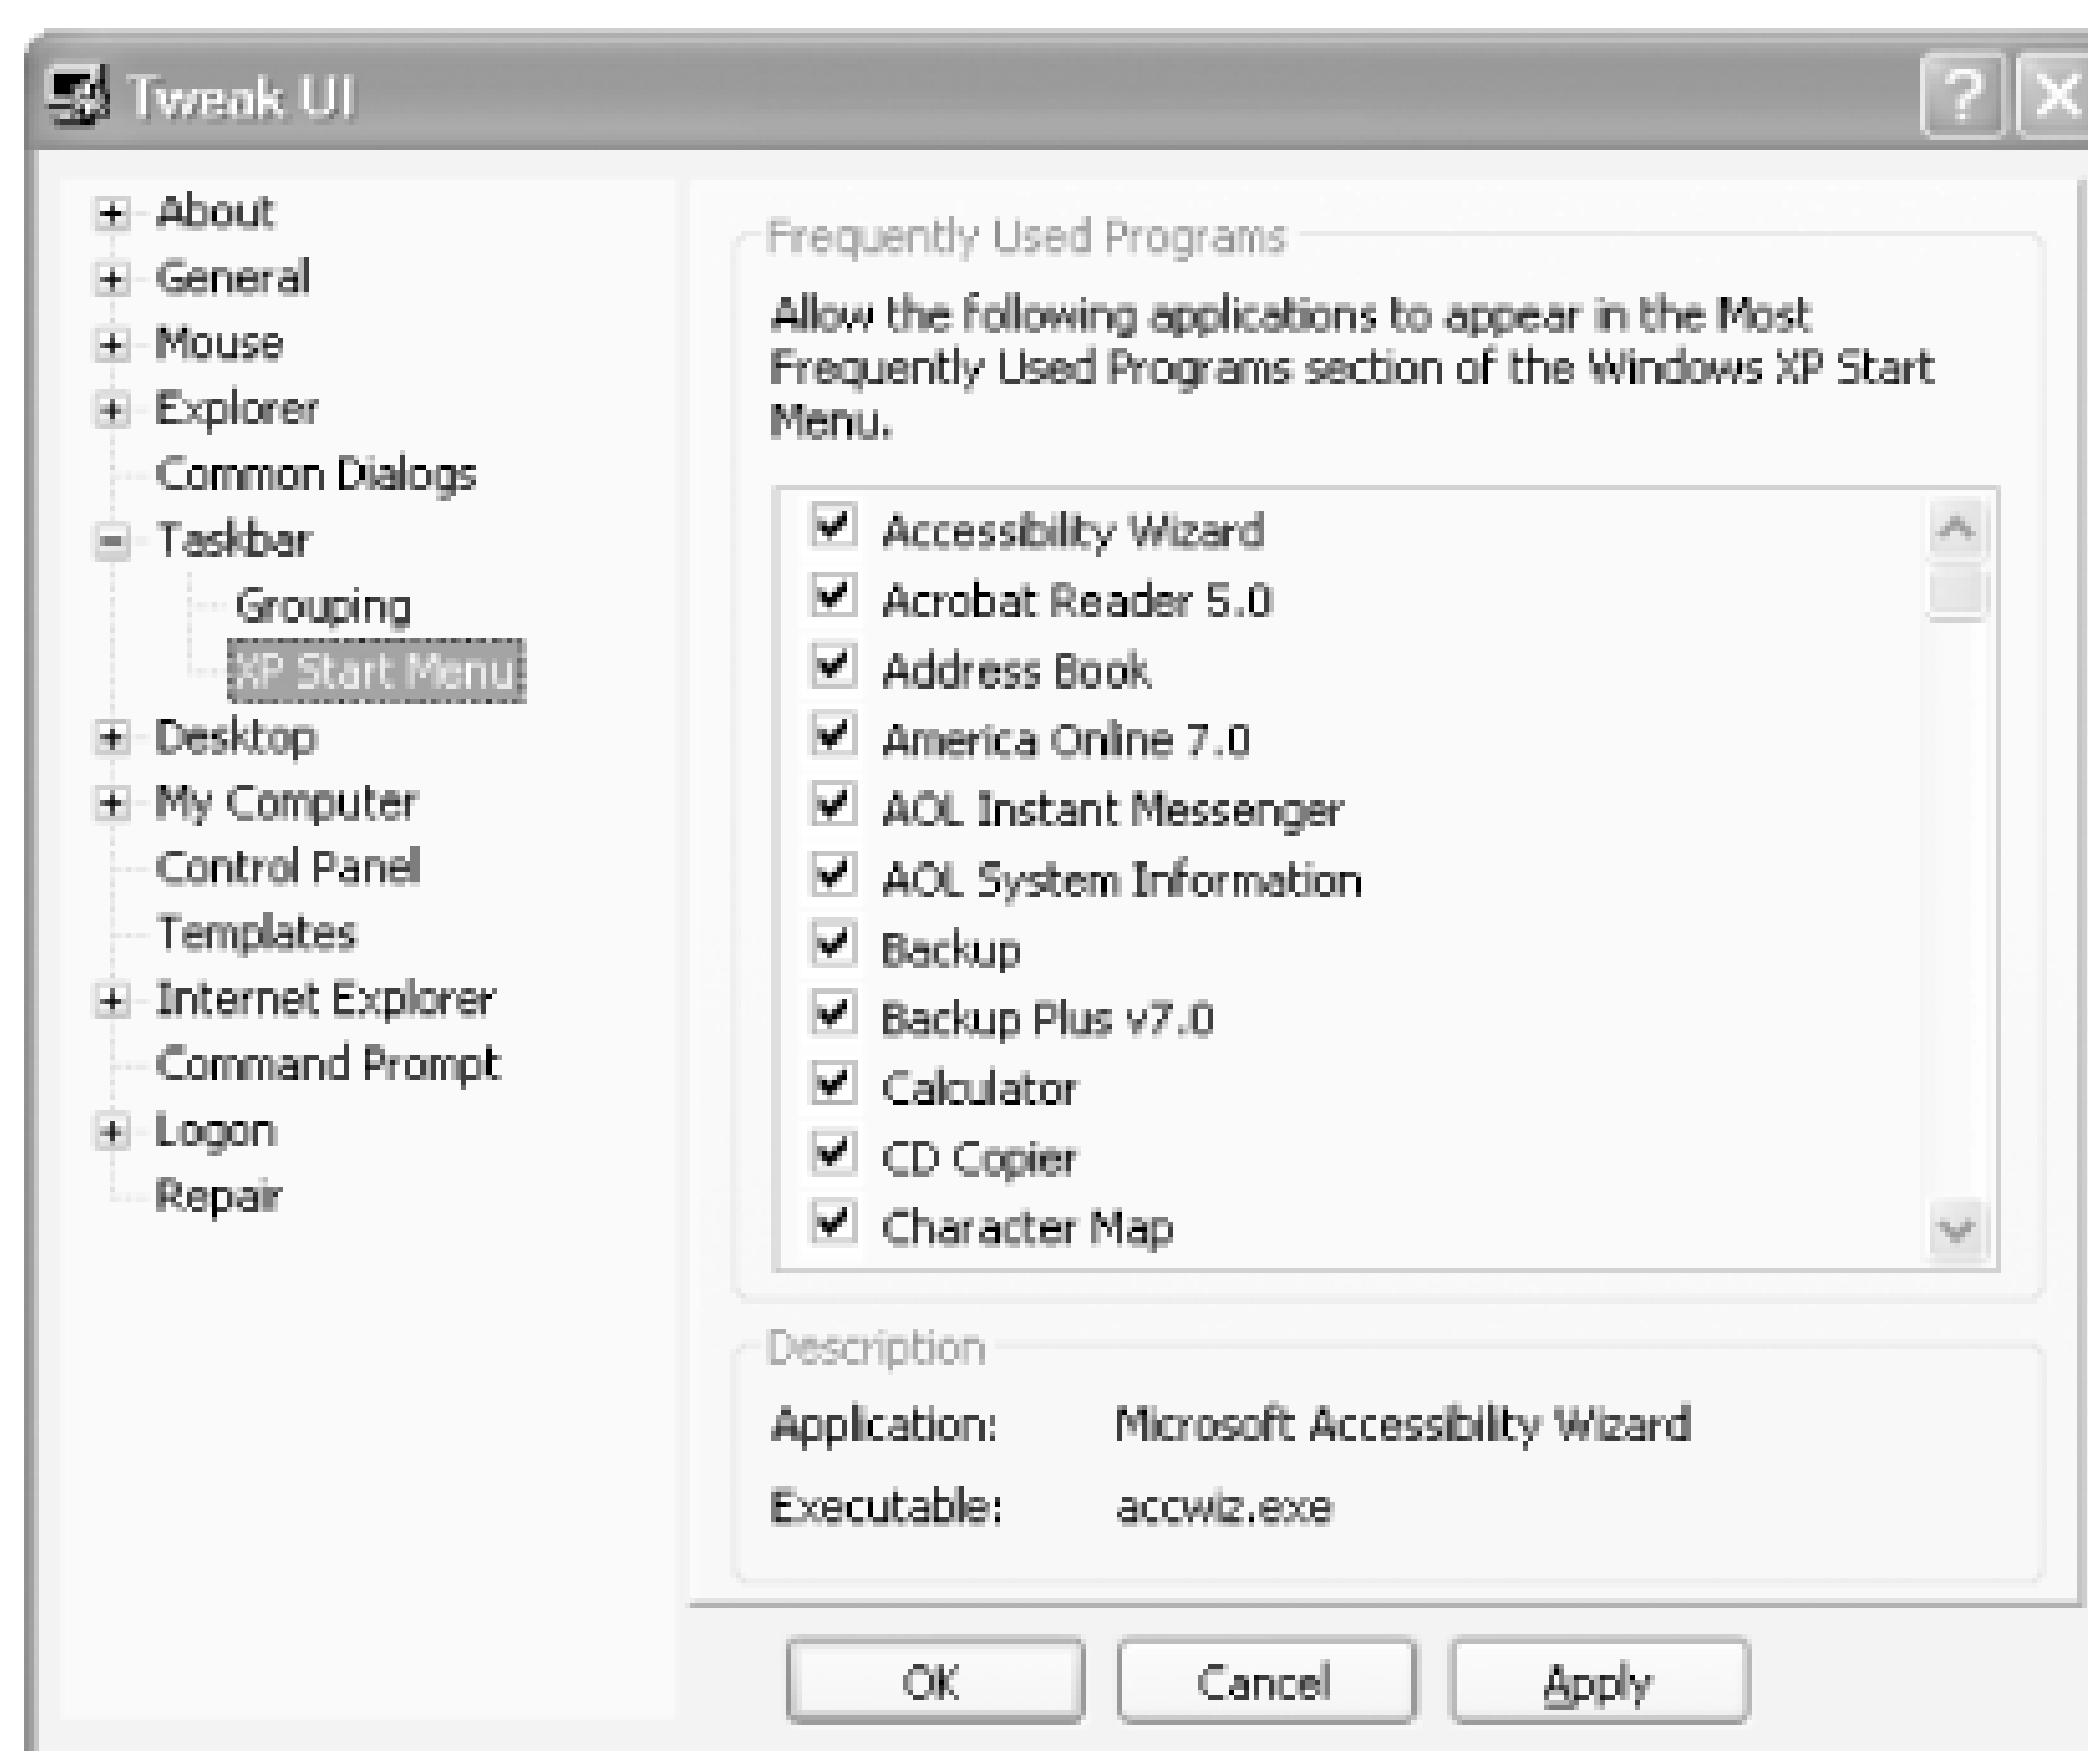 Tweak UI
About
General
Mouse
Explorer
Common Dialogs
Taskbar
Grouping
XP Start Menu
Desktop
My Computer
Control Panel
Templates
Internet Explorer
Command Prompt
Logon
Repair
Frequently Used Programs
Allow the following applications to appear in the Most
Frequently Used Programs section of the Windows XP Start
Menu.
Accessibility Wizard
Acrobat Reader 5.0
Address Book
America Online 7.0
AOL Instant Messenger
AOL System Information
Backup
Backup Plus v7.0
Calculator
CD Copier
Character Map
Description
Application: Microsoft Accessibility Wizard
Executable: accwiz.exe
OK Cancel Apply